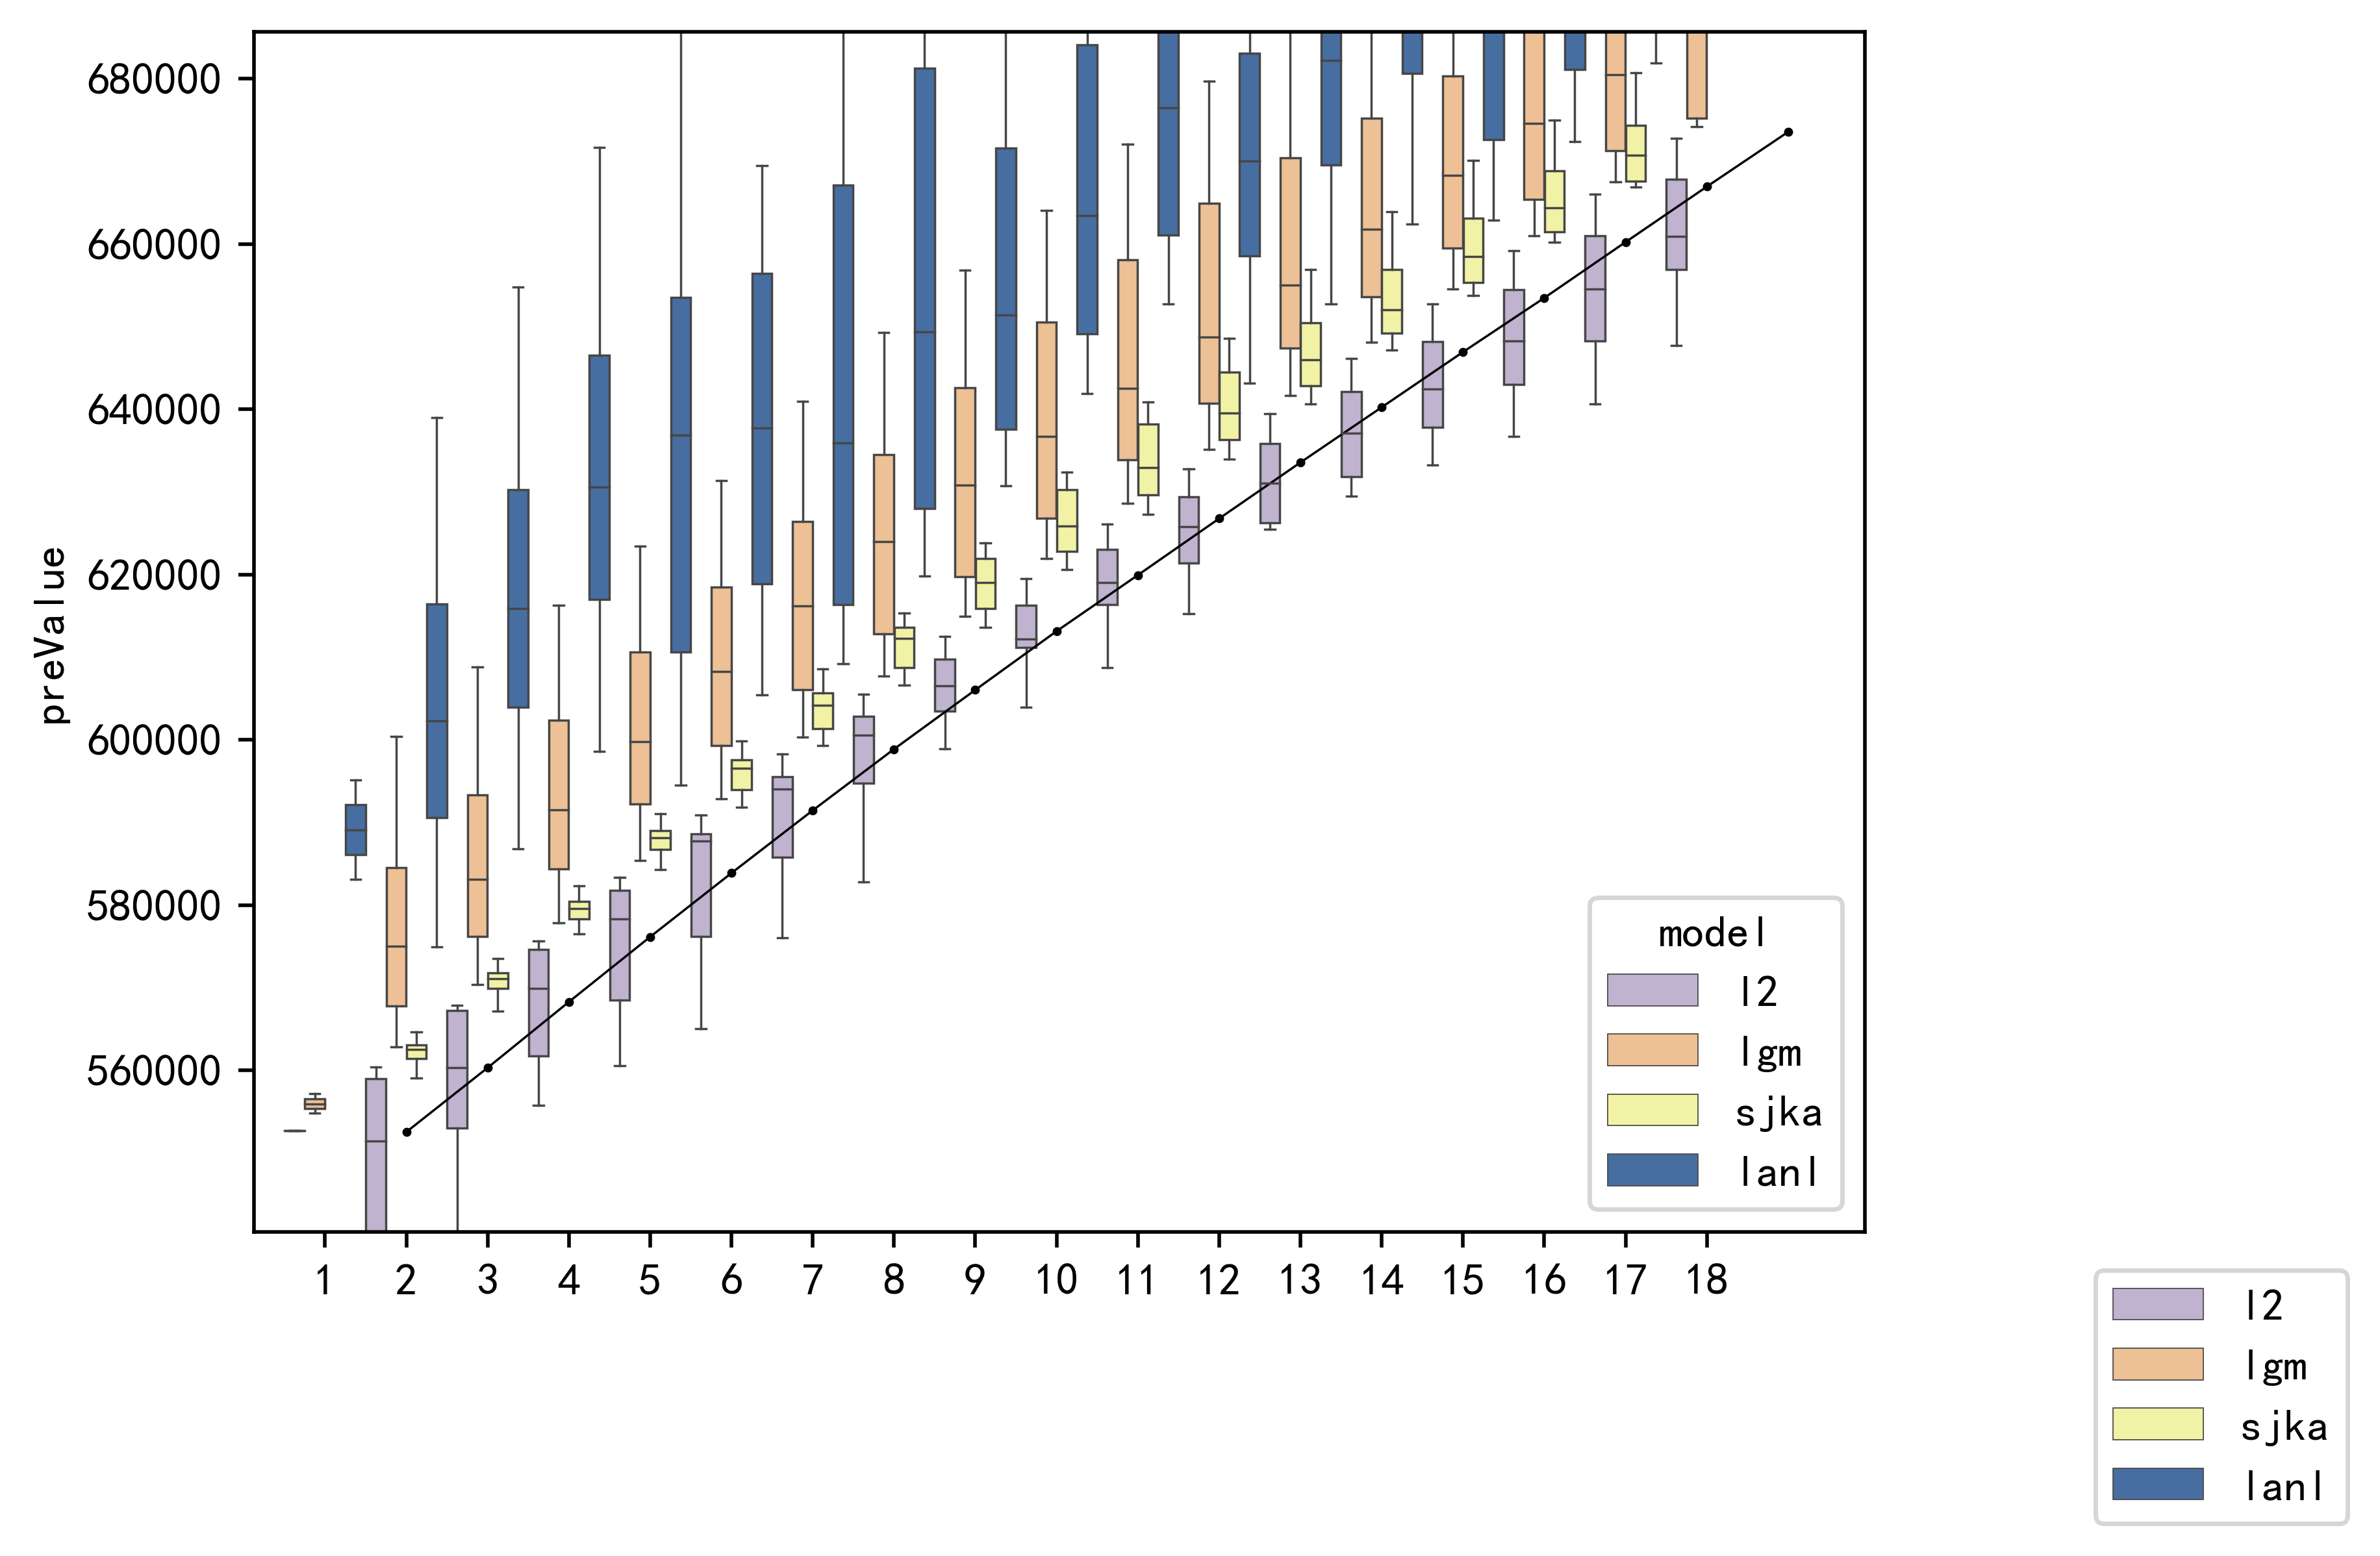 680000
660000
640000
620000
600000
580000
560000
preValue
model
l2
lgm
sjka
lanl
1 2 3 4 5 6 7 8 9 10 11 12 13 14 15 16 17 18
l2
lgm
sjka
lanl